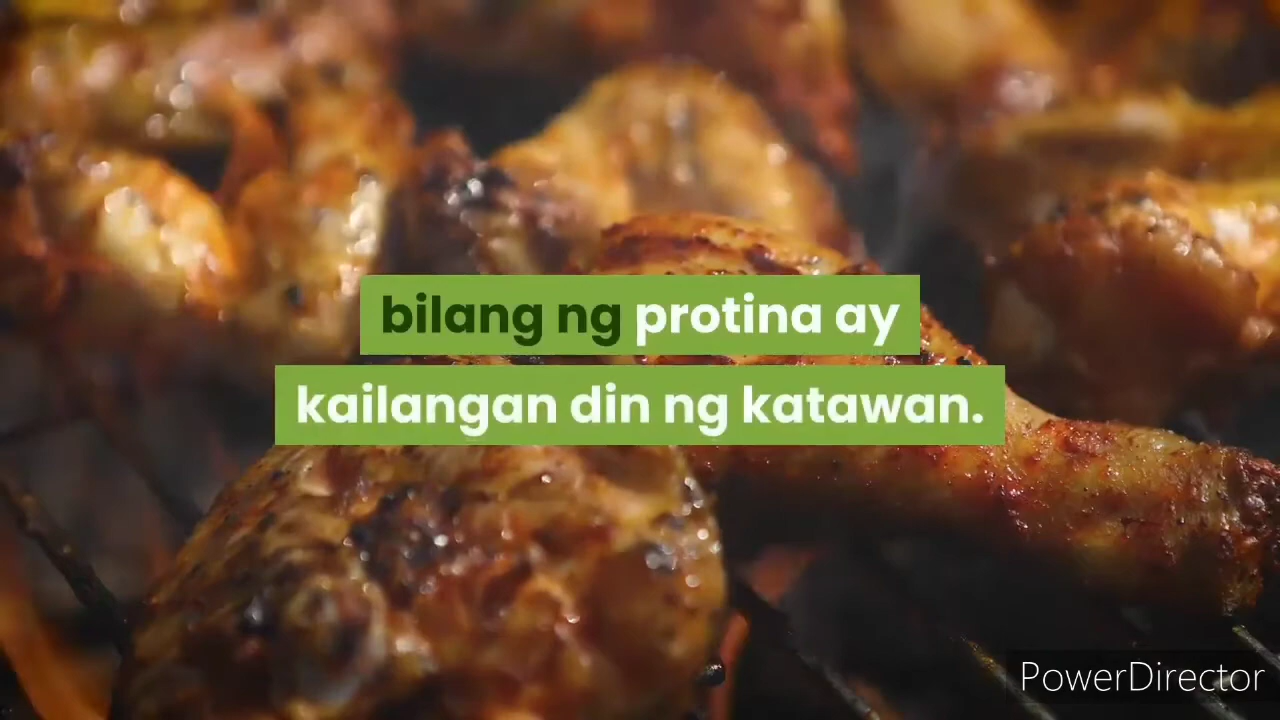 bilang ng protina ay
kailangan din ng katawan.
PowerDirector